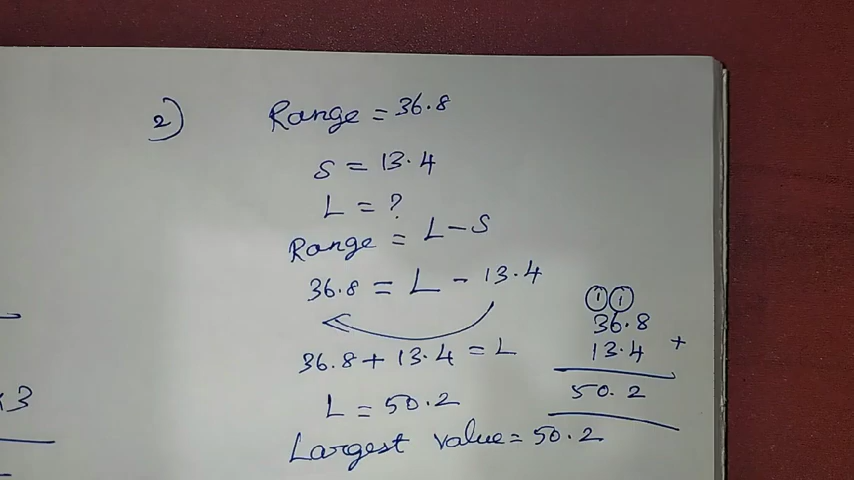 2) Range = 36.8
S = 13.4
L = ?
Range = L - S
36.8 = L - 13.4
36.8 + 13.4 = L
L = 50.2
Largest value = 50.2
1 1
36.8
13.4 +
50.2
3